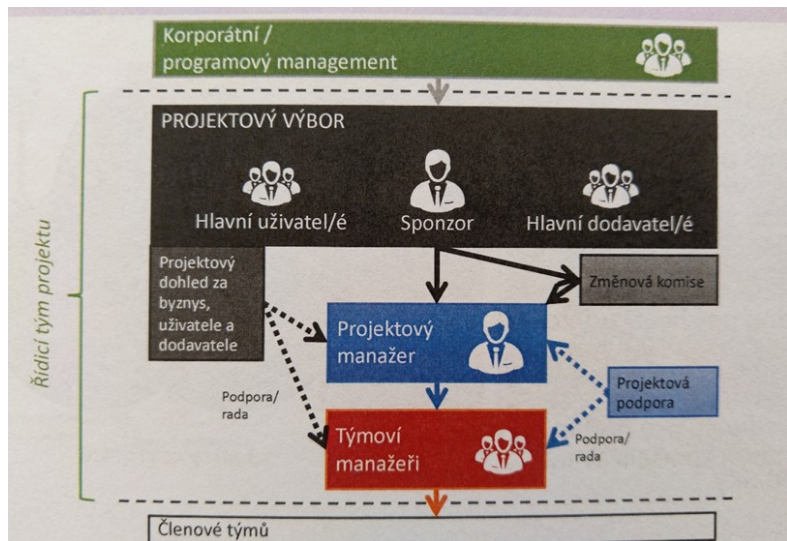 Korporátní /
programový management
PROJEKTOVÝ VÝBOR
Hlavní uživatel/é
Sponzor
Hlavní dodavatel/é
Řídicí tým projektu
Projektový
dohled za
byznys,
uživatele a
dodavatele
Změnová komise
Projektový
manažer
Podpora/
rada
Projektová
podpora
Týmoví
manažeři
Podpora/
rada
Členové týmů